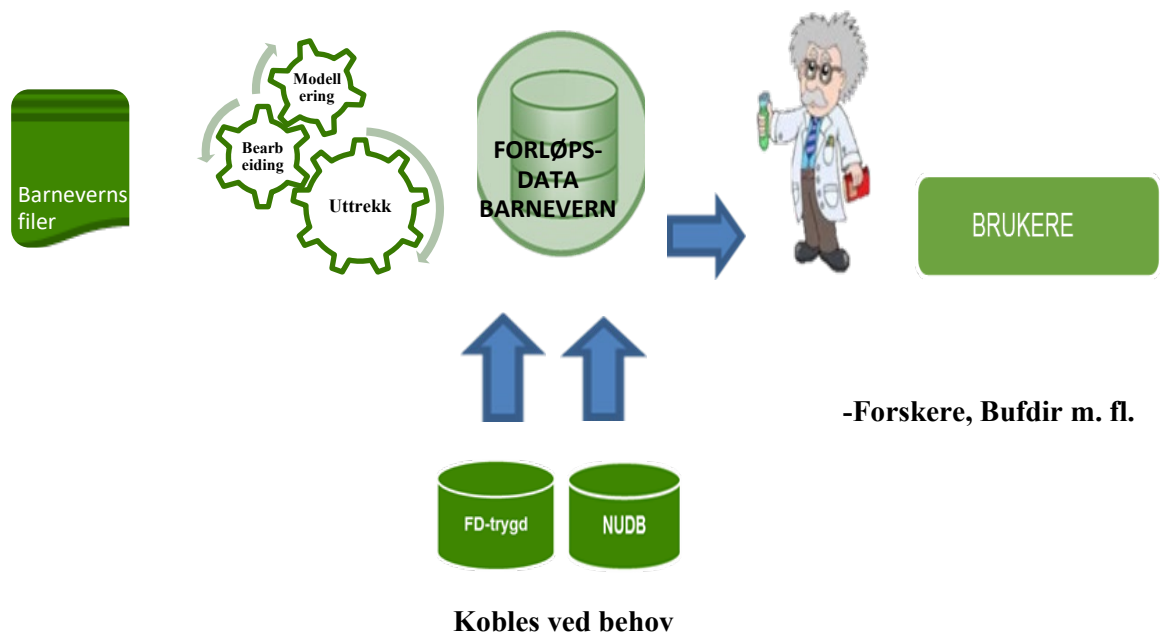 Barneverns
filer
Modell
ering
Bearb
eiding
Uttrekk
FORLØPS-
DATA
BARNEVERN
BRUKERE
-Forskere, Bufdir m. fl.
FD-trygd
NUDB
Kobles ved behov